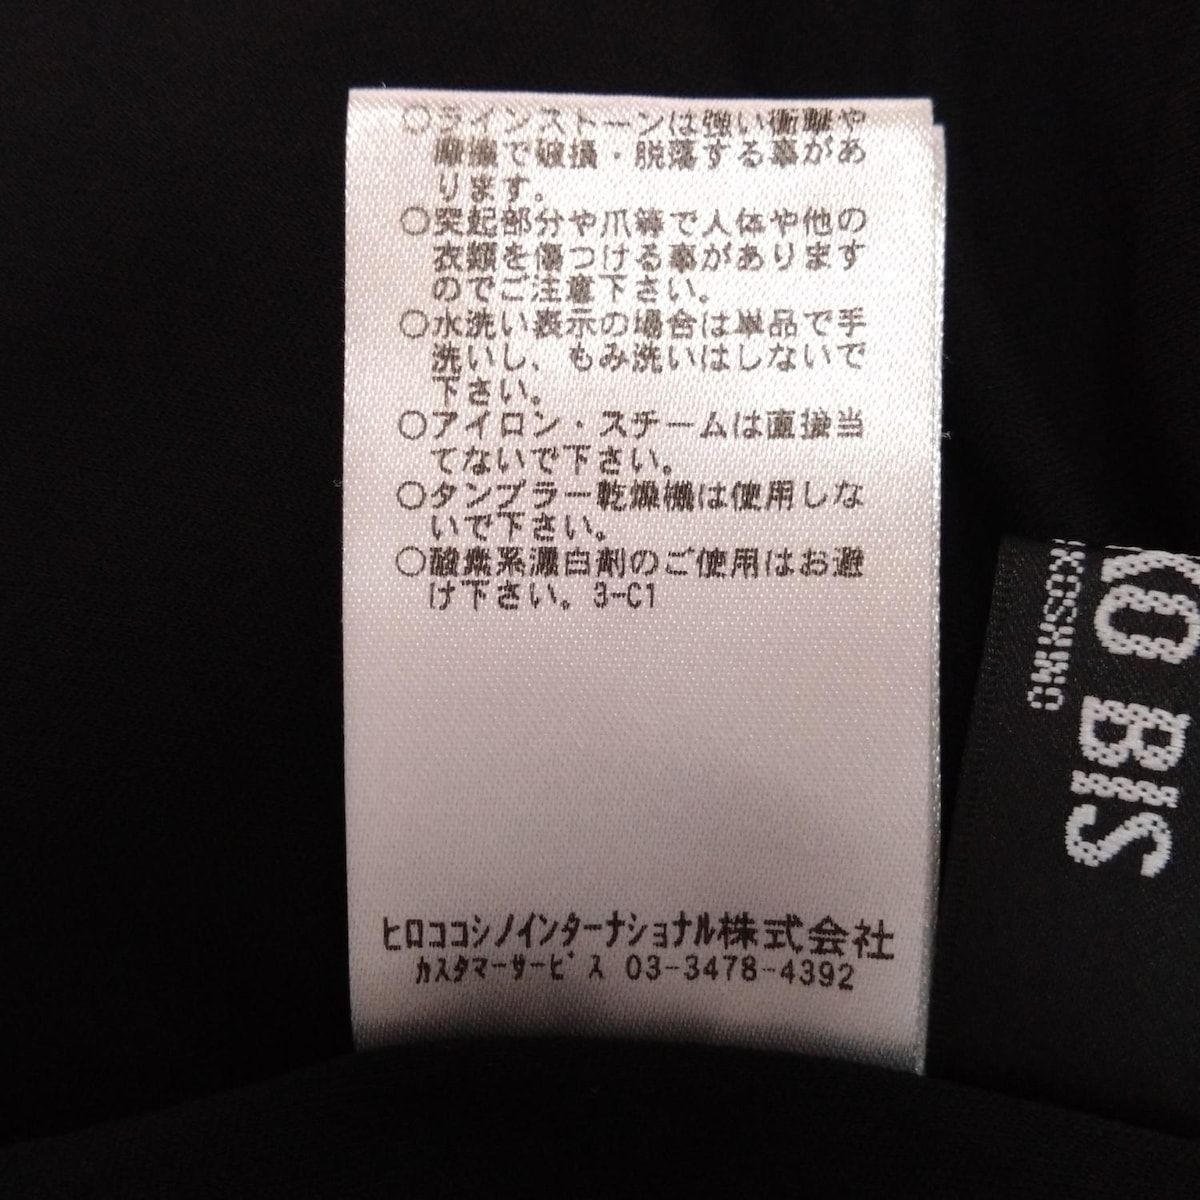 ○ラインストーンは強い衝撃や
摩擦で破損・脱落する事があ
ります。
○突起部分や爪等で人体や他の
衣類を傷つける事があります
のでご注意下さい。
○水洗い表示の場合は単品で手
洗いし、もみ洗いはしないで
下さい。
○アイロン・スチームは直接当
てないで下さい。
○タンブラー乾燥機は使用しな
いで下さい。
○酸素系漂白剤のご使用はお避
け下さい。3-C1
ヒロココシノインターナショナル株式会社
カスタマーサービス 03-3478-4392
KO BIS